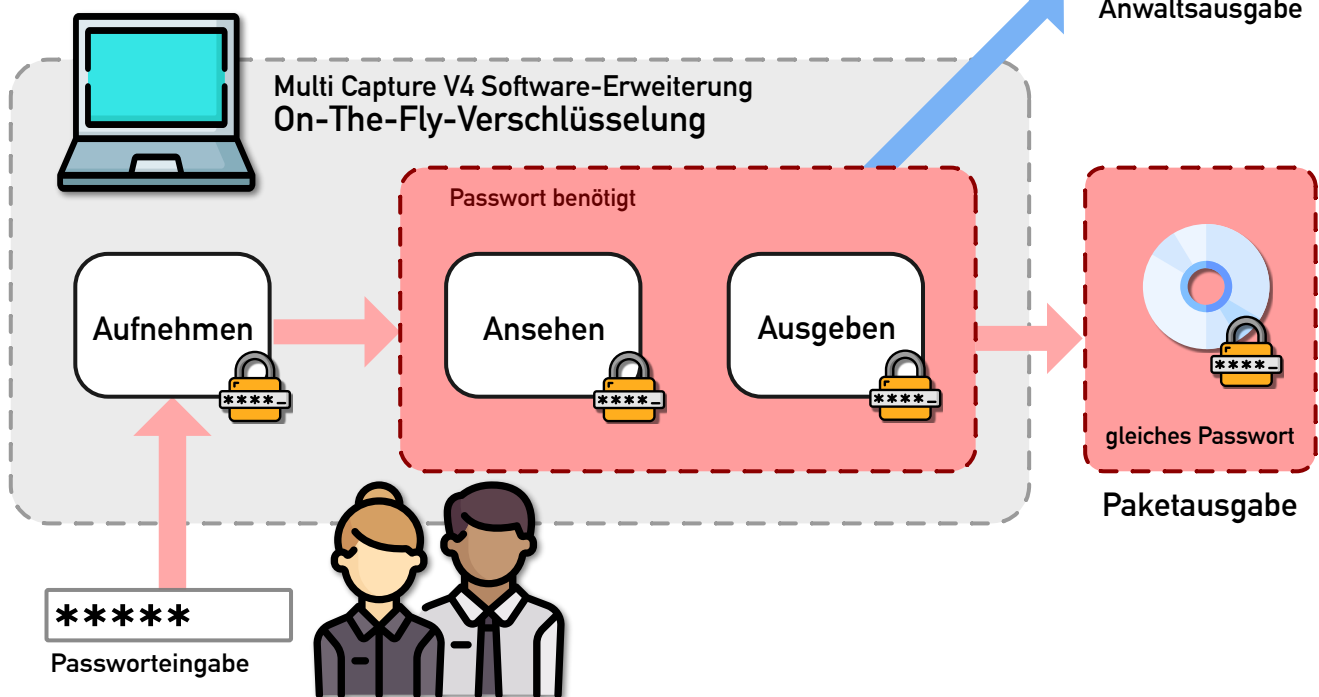 Anwaltsausgabe
Multi Capture V4 Software-Erweiterung
On-The-Fly-Verschlüsselung
Passwort benötigt
Aufnehmen
Ansehen
Ausgeben
****_
****_
****_
****_
gleiches Passwort
Paketausgabe
*****
Passworteingabe